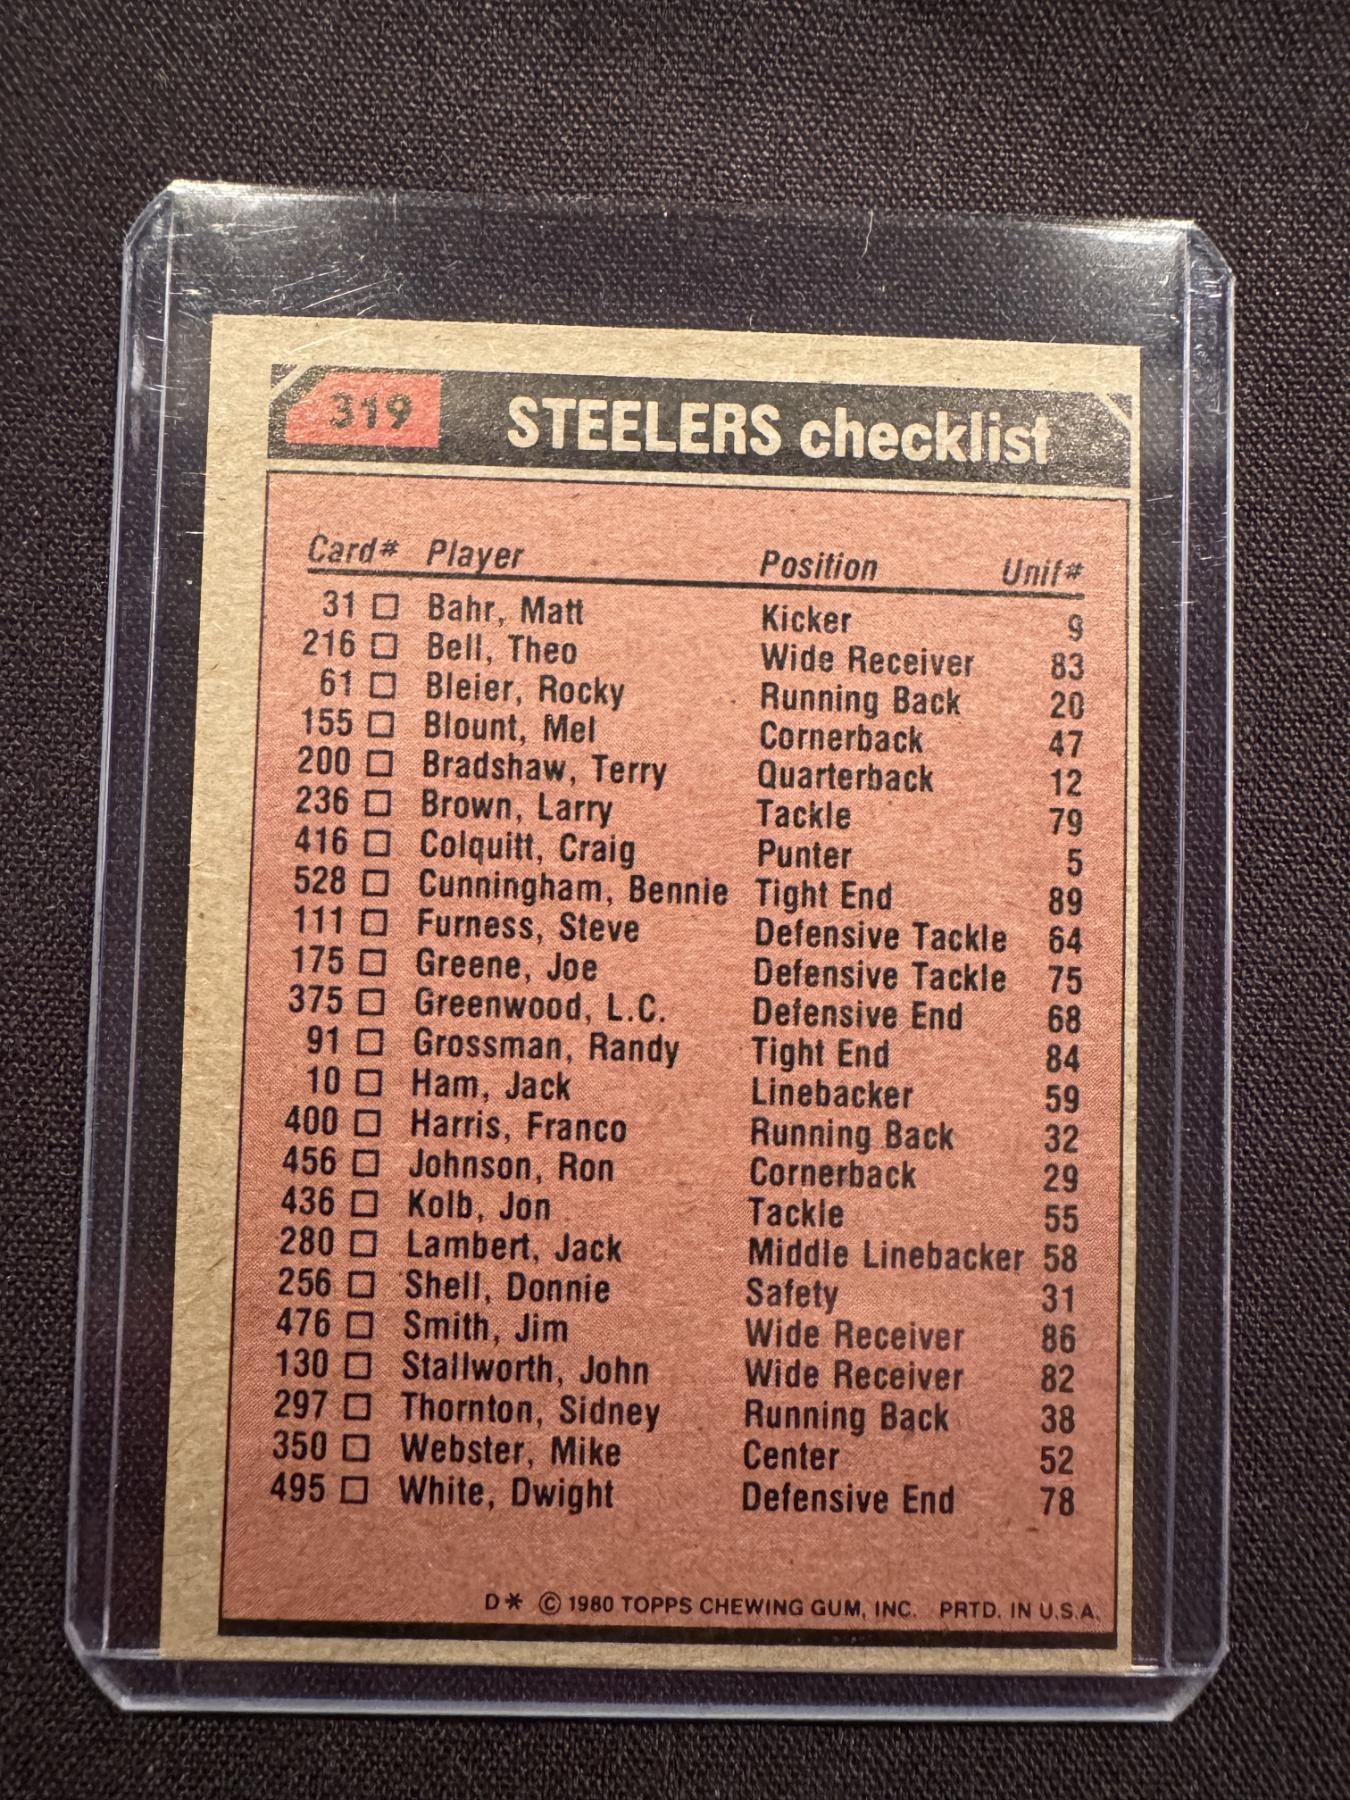 319 STEELERS checklist
Card# Player Position Unif#
31 □ Bahr, Matt Kicker 9
216 □ Bell, Theo Wide Receiver 83
61 □ Bleier, Rocky Running Back 20
155 □ Blount, Mel Cornerback 47
200 □ Bradshaw, Terry Quarterback 12
236 □ Brown, Larry Tackle 79
416 □ Colquitt, Craig Punter 5
528 □ Cunningham, Bennie Tight End 89
111 □ Furness, Steve Defensive Tackle 64
175 □ Greene, Joe Defensive Tackle 75
375 □ Greenwood, L.C. Defensive End 68
91 □ Grossman, Randy Tight End 84
10 □ Ham, Jack Linebacker 59
400 □ Harris, Franco Running Back 32
456 □ Johnson, Ron Cornerback 29
436 □ Kolb, Jon Tackle 55
280 □ Lambert, Jack Middle Linebacker 58
256 □ Shell, Donnie Safety 31
476 □ Smith, Jim Wide Receiver 86
130 □ Stallworth, John Wide Receiver 82
297 □ Thornton, Sidney Running Back 38
350 □ Webster, Mike Center 52
495 □ White, Dwight Defensive End 78
D* © 1980 TOPPS CHEWING GUM, INC. PRTD. IN U.S.A.